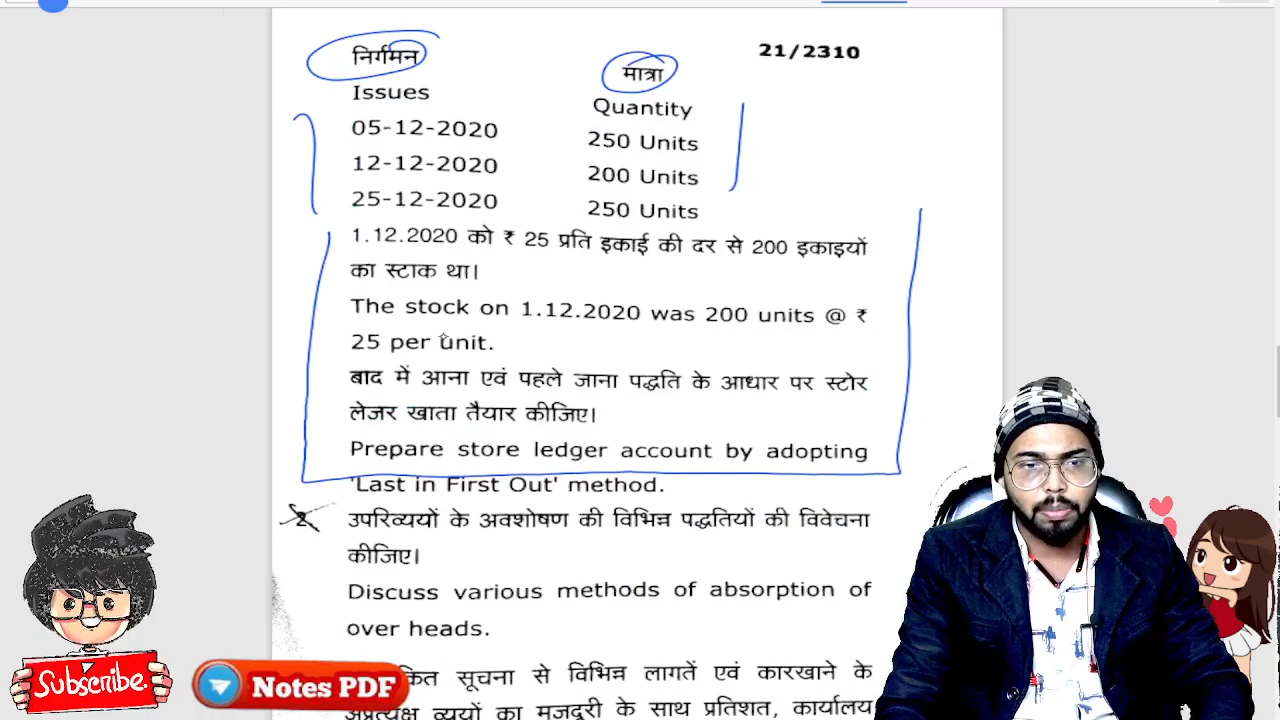 21/2310
निर्गमन मात्रा
Issues Quantity
05-12-2020 250 Units
12-12-2020 200 Units
25-12-2020 250 Units
1.12.2020 को ₹ 25 प्रति इकाई की दर से 200 इकाइयों
का स्टाक था।
The stock on 1.12.2020 was 200 units @ ₹
25 per unit.
बाद में आना एवं पहले जाना पद्धति के आधार पर स्टोर
लेजर खाता तैयार कीजिए।
Prepare store ledger account by adopting
'Last in First Out' method.
2 उपरिव्ययों के अवशोषण की विभिन्न पद्धतियों की विवेचना
कीजिए।
Discuss various methods of absorption of
over heads.
सूचना से विभिन्न लागतें एवं कारखाने के
अप्रत्यक्ष व्ययों का मजदूरी के साथ प्रतिशत, कार्यालय
Subscribe.
Notes PDF